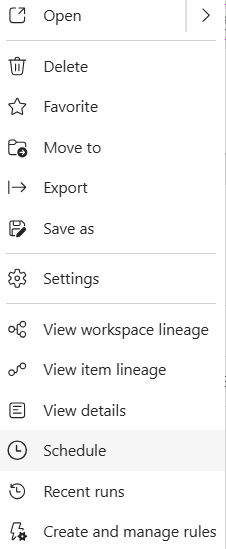 Open
Delete
Favorite
Move to
Export
Save as
Settings
View workspace lineage
View item lineage
View details
Schedule
Recent runs
Create and manage rules